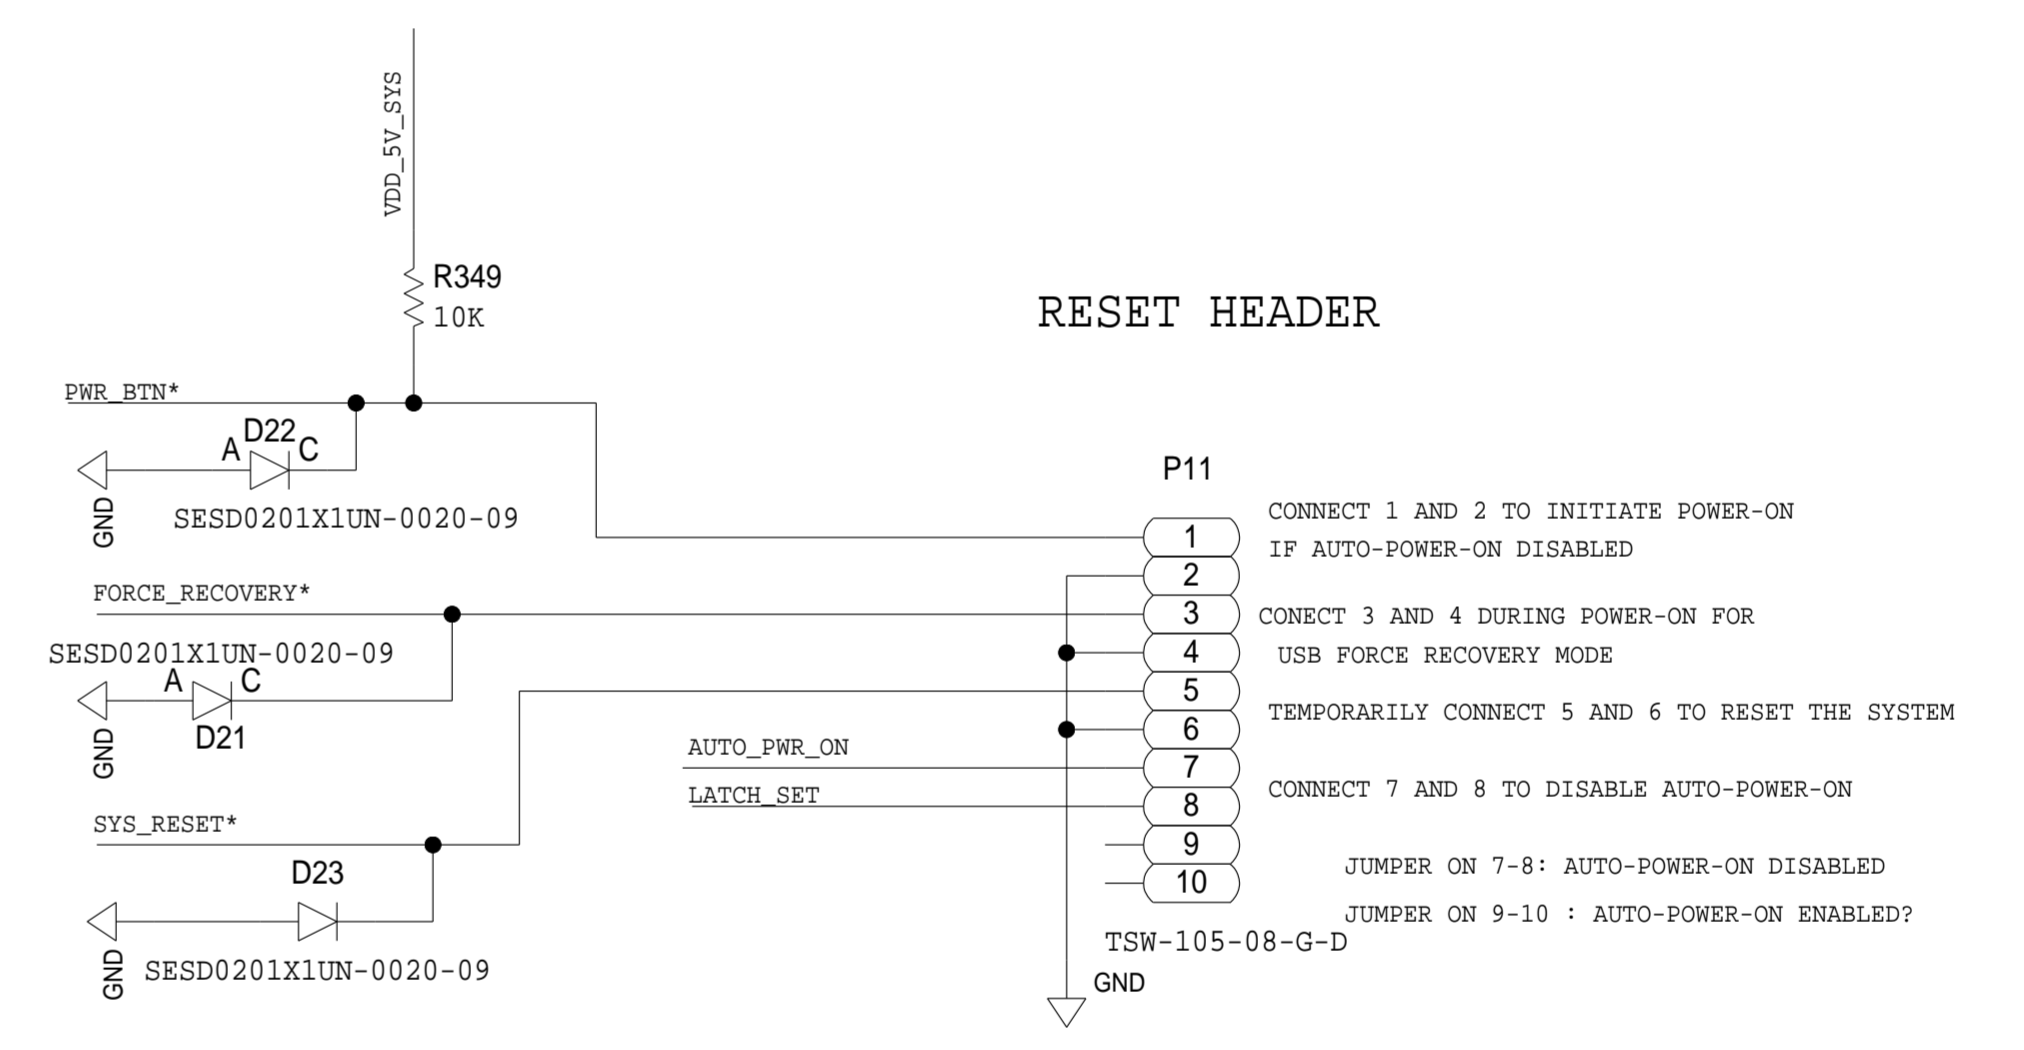 VDD_5V_SYS
R349
10K
RESET HEADER
PWR_BTN*
D22
A
C
GND
SESD0201X1UN-0020-09
P11
CONNECT 1 AND 2 TO INITIATE POWER-ON
IF AUTO-POWER-ON DISABLED
1
2
FORCE_RECOVERY*
3
CONECT 3 AND 4 DURING POWER-ON FOR
SESD0201X1UN-0020-09
4
USB FORCE RECOVERY MODE
A
C
D21
GND
5
TEMPORARILY CONNECT 5 AND 6 TO RESET THE SYSTEM
6
AUTO_PWR_ON
7
LATCH_SET
8
CONNECT 7 AND 8 TO DISABLE AUTO-POWER-ON
SYS_RESET*
9
D23
10
JUMPER ON 7-8: AUTO-POWER-ON DISABLED
JUMPER ON 9-10 : AUTO-POWER-ON ENABLED?
TSW-105-08-G-D
GND
SESD0201X1UN-0020-09
GND